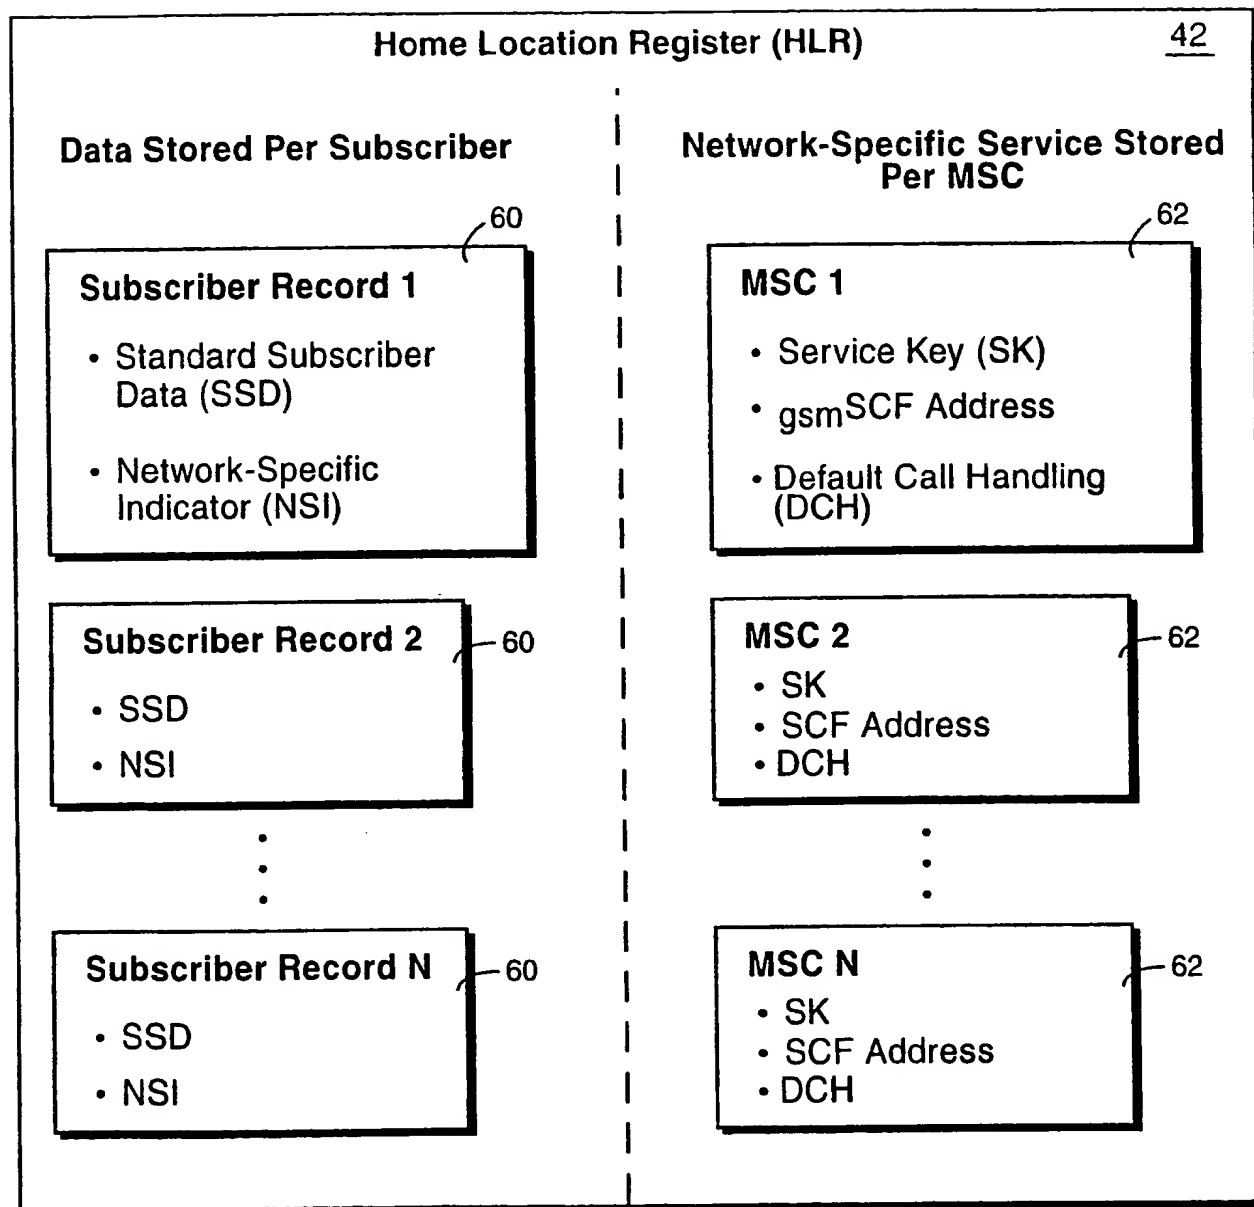 Home Location Register (HLR)
42
Data Stored Per Subscriber
60
Subscriber Record 1
• Standard Subscriber
Data (SSD)
• Network-Specific
Indicator (NSI)
Subscriber Record 2
60
• SSD
• NSI
Subscriber Record N
60
• SSD
• NSI
Network-Specific Service Stored
Per MSC
62
MSC 1
• Service Key (SK)
• gsmSCF Address
• Default Call Handling
(DCH)
MSC 2
62
• SK
• SCF Address
• DCH
MSC N
62
• SK
• SCF Address
• DCH